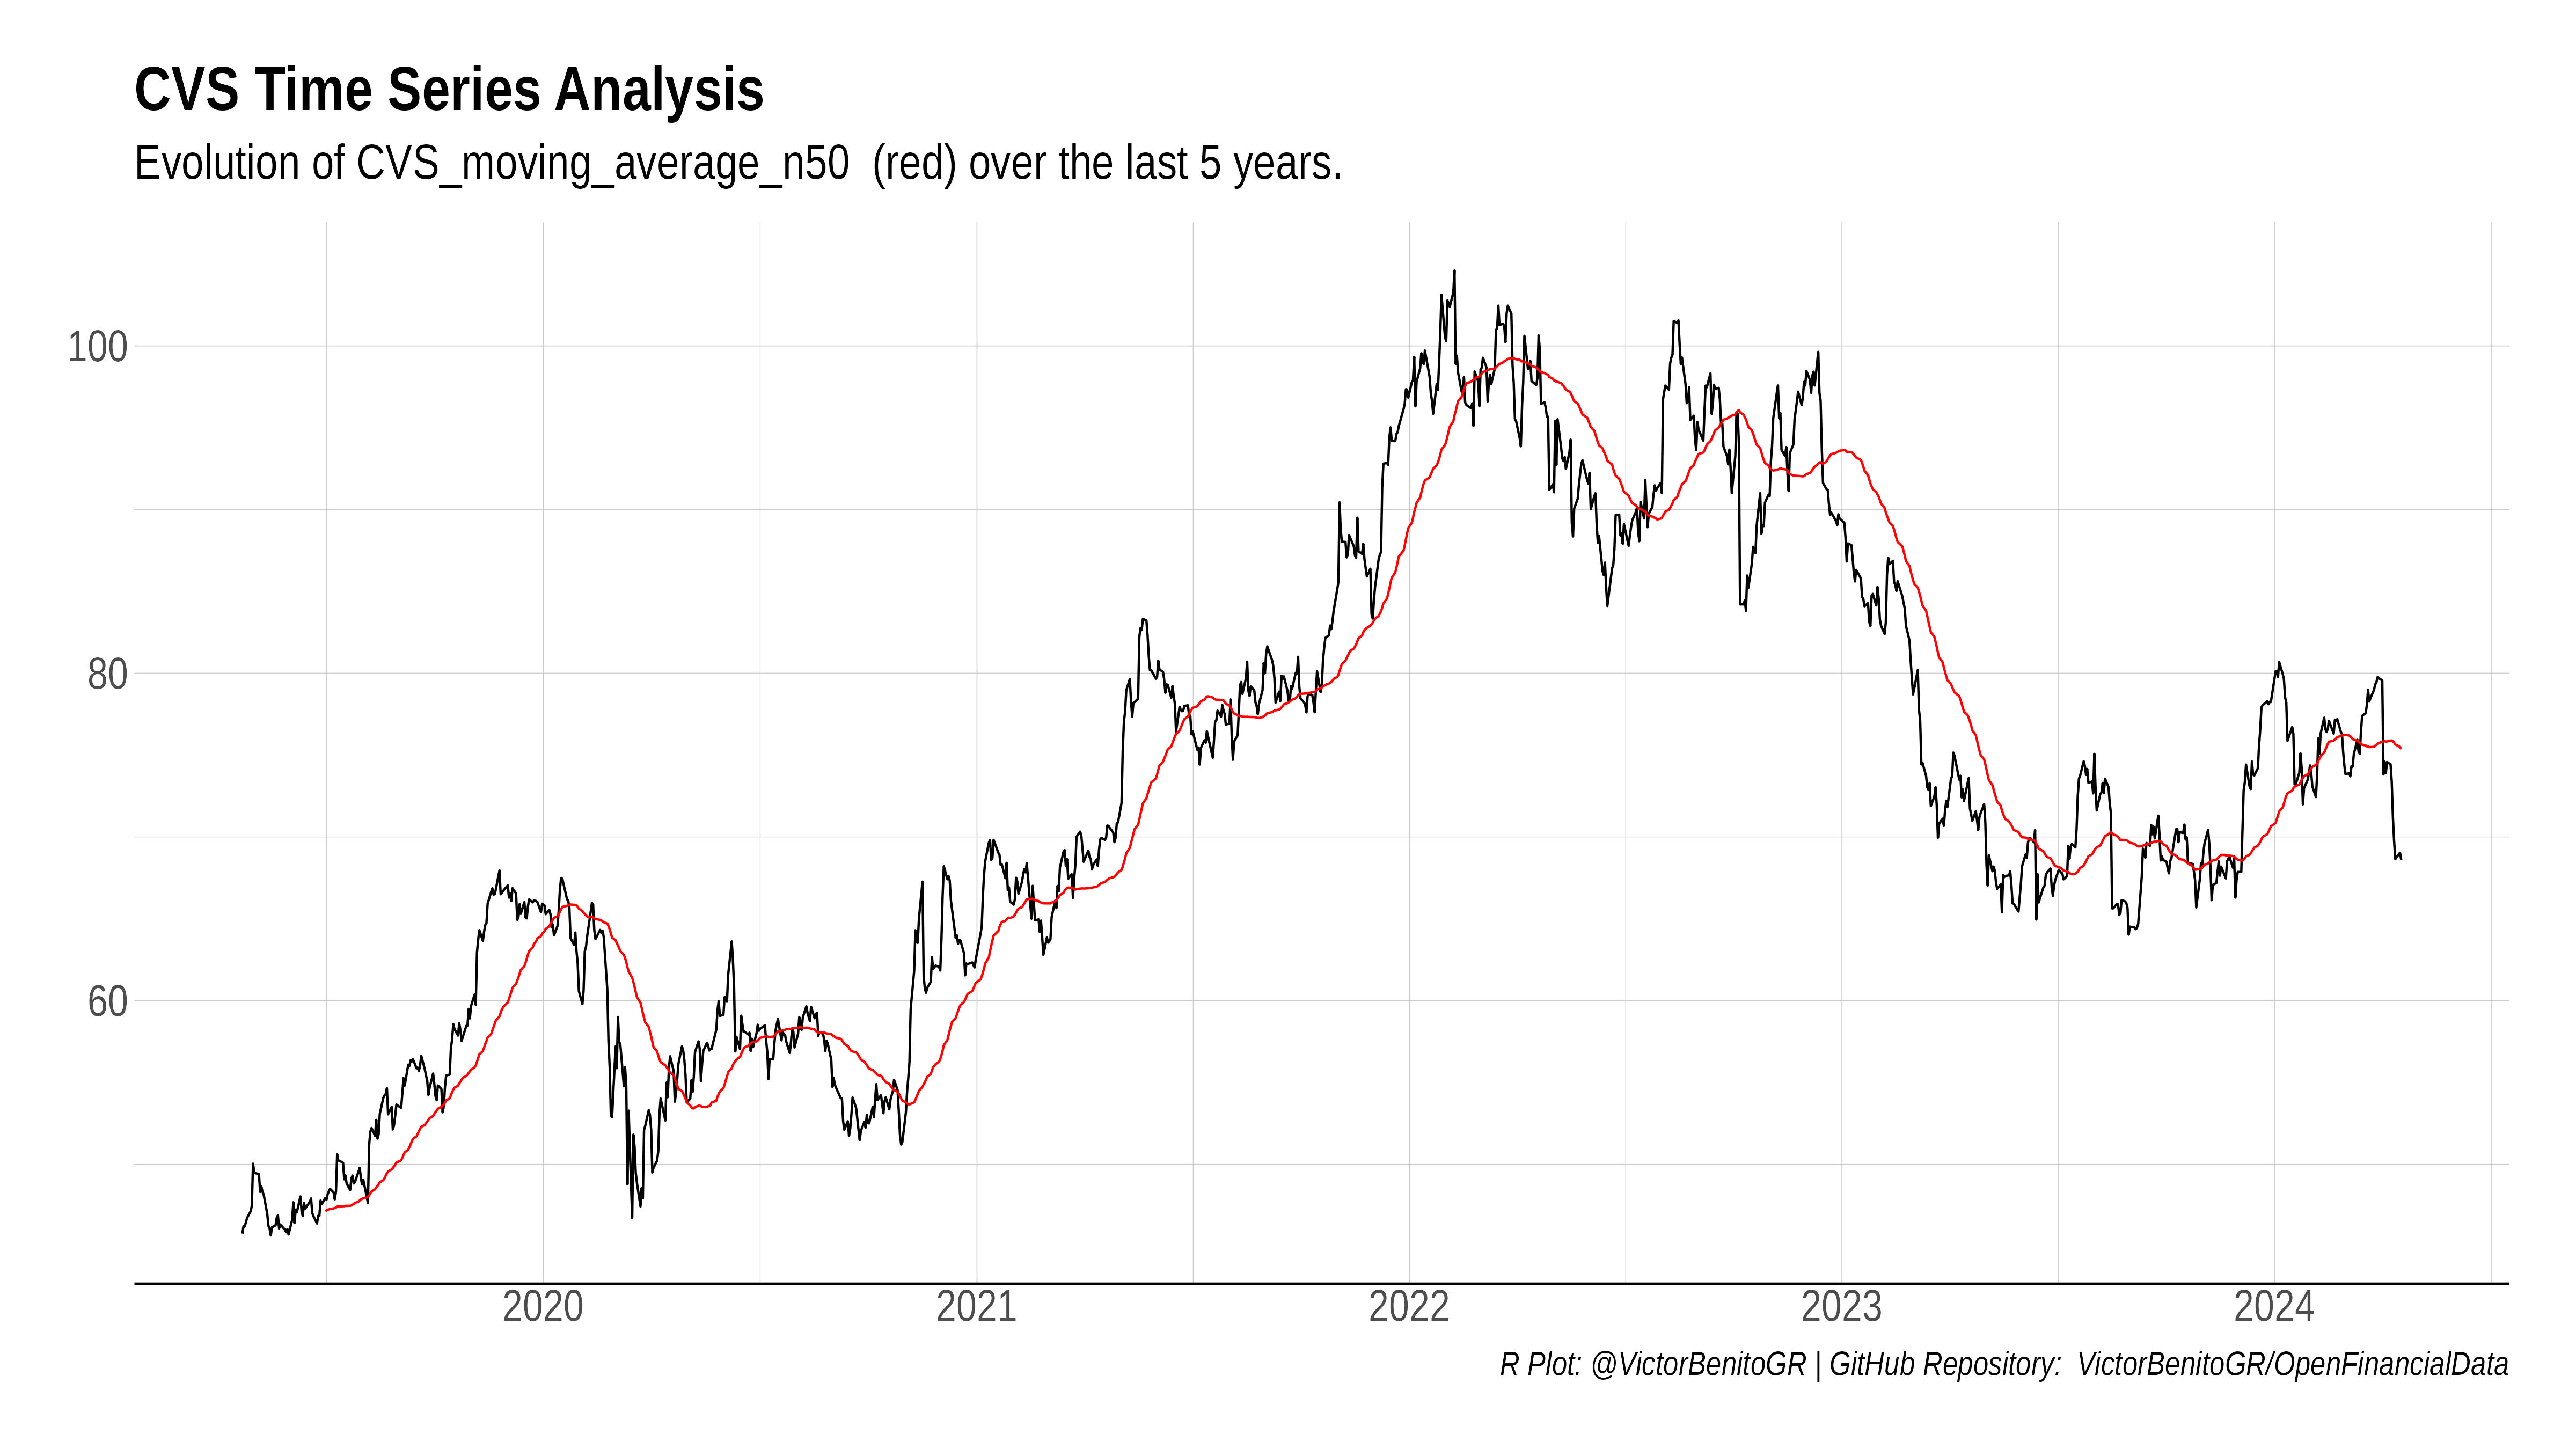 CVS Time Series Analysis
Evolution of CVS_moving_average_n50  (red) over the last 5 years.
100
80
60
2020 2021 2022 2023 2024
R Plot: @VictorBenitoGR | GitHub Repository:  VictorBenitoGR/OpenFinancialData